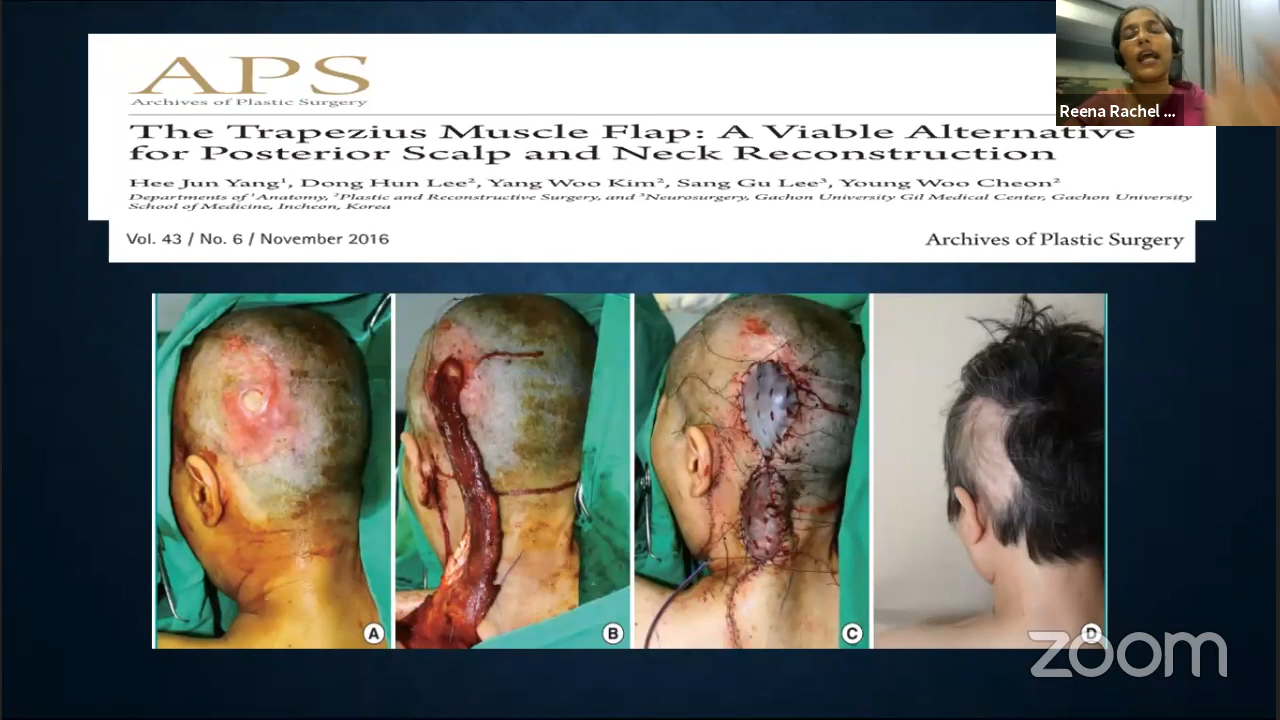 APS
Archives of Plastic Surgery
The Trapezius Muscle Flap: A Viable Alternative
for Posterior Scalp and Neck Reconstruction
Hee Jun Yang¹, Dong Hun Lee², Yang Woo Kim², Sang Gu Lee³, Young Woo Cheon²
Departments of ¹Anatomy, ²Plastic and Reconstructive Surgery, and ³Neurosurgery, Gachon University Gil Medical Center, Gachon University
School of Medicine, Incheon, Korea
Vol. 43 / No. 6 / November 2016
Archives of Plastic Surgery
Reena Rachel ...
A
B
C
D
zoom